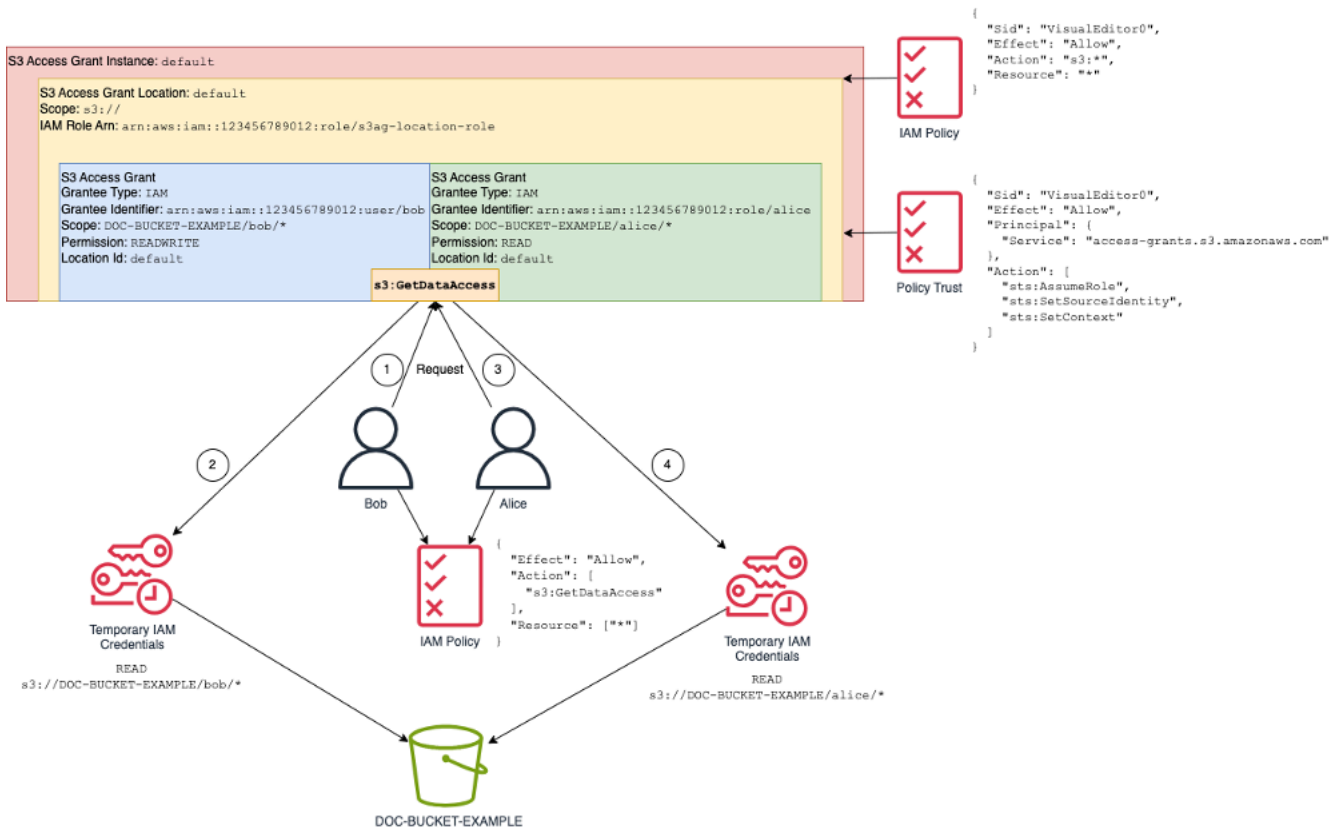 S3 Access Grant Instance: default
S3 Access Grant Location: default
Scope: s3://
IAM Role Arn: arn:aws:iam::123456789012:role/s3ag-location-role
S3 Access Grant
Grantee Type: IAM
Grantee Identifier: arn:aws:iam::123456789012:user/bob
Scope: DOC-BUCKET-EXAMPLE/bob/*
Permission: READWRITE
Location Id: default
S3 Access Grant
Grantee Type: IAM
Grantee Identifier: arn:aws:iam::123456789012:role/alice
Scope: DOC-BUCKET-EXAMPLE/alice/*
Permission: READ
Location Id: default
s3:GetDataAccess
{
"Sid": "VisualEditor0",
"Effect": "Allow",
"Action": "s3:*",
"Resource": "*"
}
IAM Policy
{
"Sid": "VisualEditor0",
"Effect": "Allow",
"Principal": {
"Service": "access-grants.s3.amazonaws.com"
},
"Action": [
"sts:AssumeRole",
"sts:SetSourceIdentity",
"sts:SetContext"
]
}
Policy Trust
1
Request
3
2
4
Bob
Alice
{
"Effect": "Allow",
"Action": [
"s3:GetDataAccess"
],
"Resource": ["*"]
}
IAM Policy
Temporary IAM
Credentials
READ
s3://DOC-BUCKET-EXAMPLE/bob/*
Temporary IAM
Credentials
READ
s3://DOC-BUCKET-EXAMPLE/alice/*
DOC-BUCKET-EXAMPLE